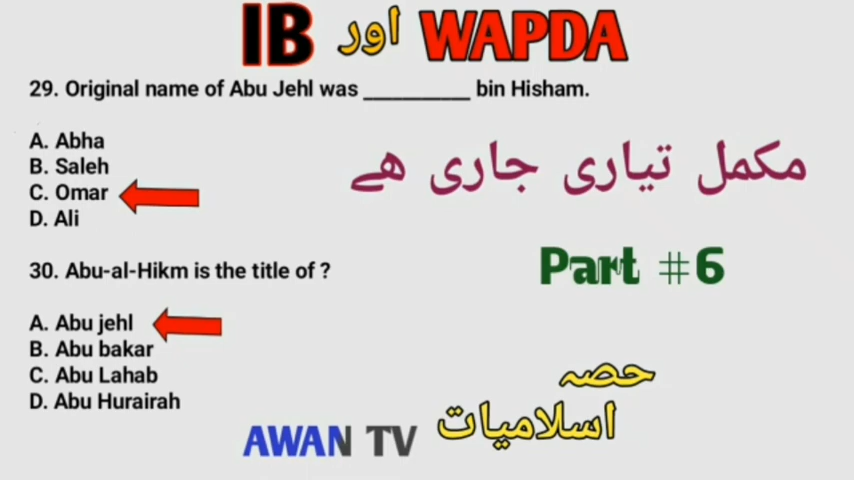 IB اور WAPDA
29. Original name of Abu Jehl was __________ bin Hisham.
A. Abha
B. Saleh
C. Omar
D. Ali
مکمل تیاری جاری ھے
30. Abu-al-Hikm is the title of ?
Part #6
A. Abu jehl
B. Abu bakar
C. Abu Lahab
D. Abu Hurairah
حصہ
اسلامیات
AWAN TV